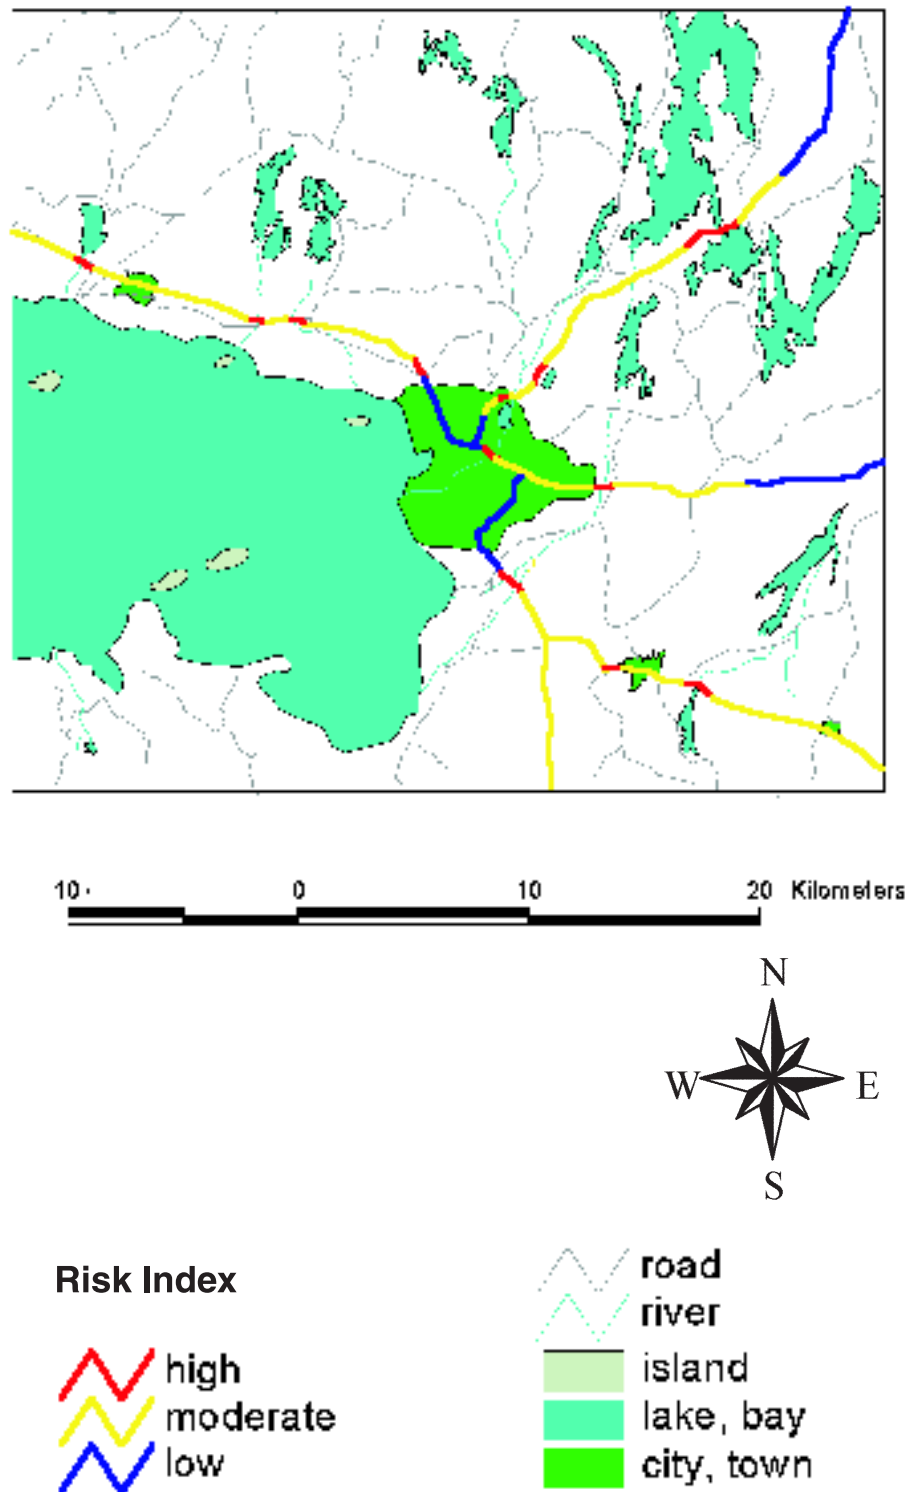 10 0 10 20 Kilometers
N
W E
S
Risk Index
high
moderate
low
road
river
island
lake, bay
city, town